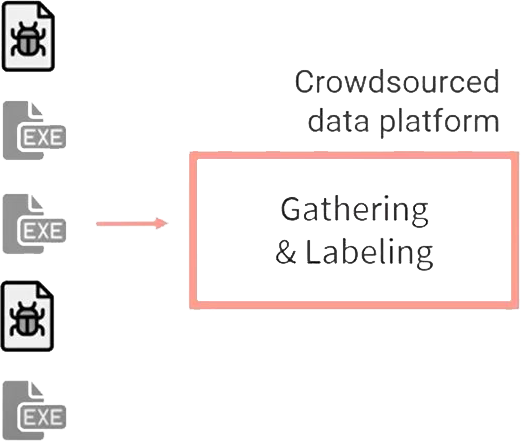 EXE
Crowdsourced
data platform
EXE
Gathering
& Labeling
EXE